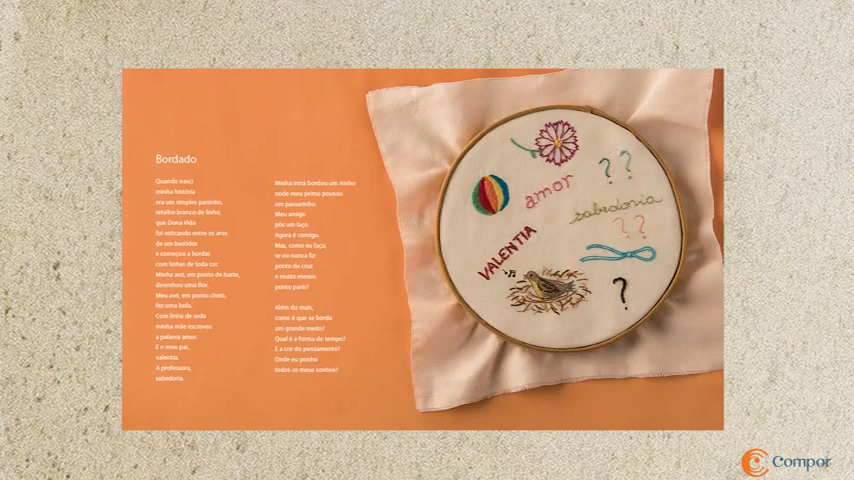 Bordado
Quando nasci
minha história
era um simples paninho,
retalho branco de linho,
que Dona Vida
foi esticando entre os aros
de um bastidor
e começou a bordar
com linhas de toda cor.
Minha avó, em ponto de haste,
desenhou uma flor.
Meu avô, em ponto cheio,
fez uma bola.
Com linha de seda
minha mãe escreveu
a palavra amor.
E o meu pai,
valentia.
A professora,
sabedoria.
Minha irmã bordou um ninho
onde meu primo pousou
um passarinho.
Meu amigo
pôs um laço.
Agora é comigo.
Mas, como eu faço,
se eu nunca fiz
ponto de cruz
e muito menos
ponto paris?
Além do mais,
como é que se borda
um grande medo?
Qual é a forma do tempo?
E a cor do pensamento?
Onde eu ponho
todos os meus sonhos?
? ?
amor
sabedoria
? ?
VALENTIA
?
Compor